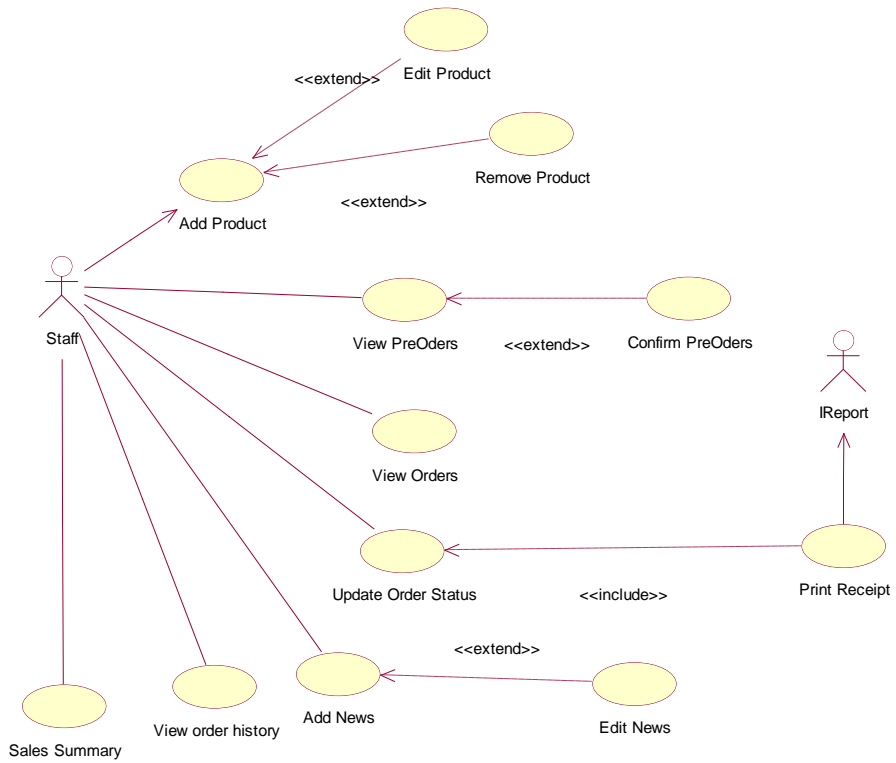 Edit Product
<<extend>>
Remove Product
<<extend>>
Add Product
Staff
View PreOders
<<extend>>
Confirm PreOders
IReport
View Orders
Update Order Status
<<include>>
Print Receipt
<<extend>>
Add News
Edit News
View order history
Sales Summary